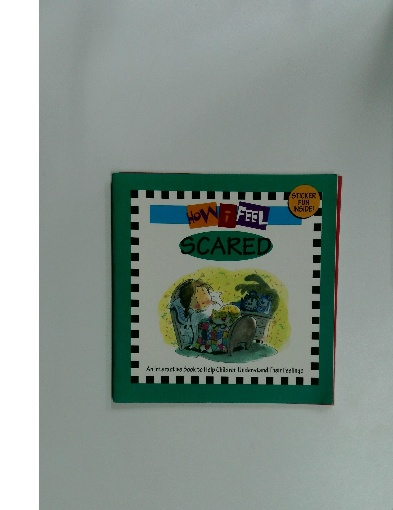 STICKER
FUN
INSIDE!
HOW I FEEL
SCARED
An Interactive Book to Help Children Understand Their Feelings